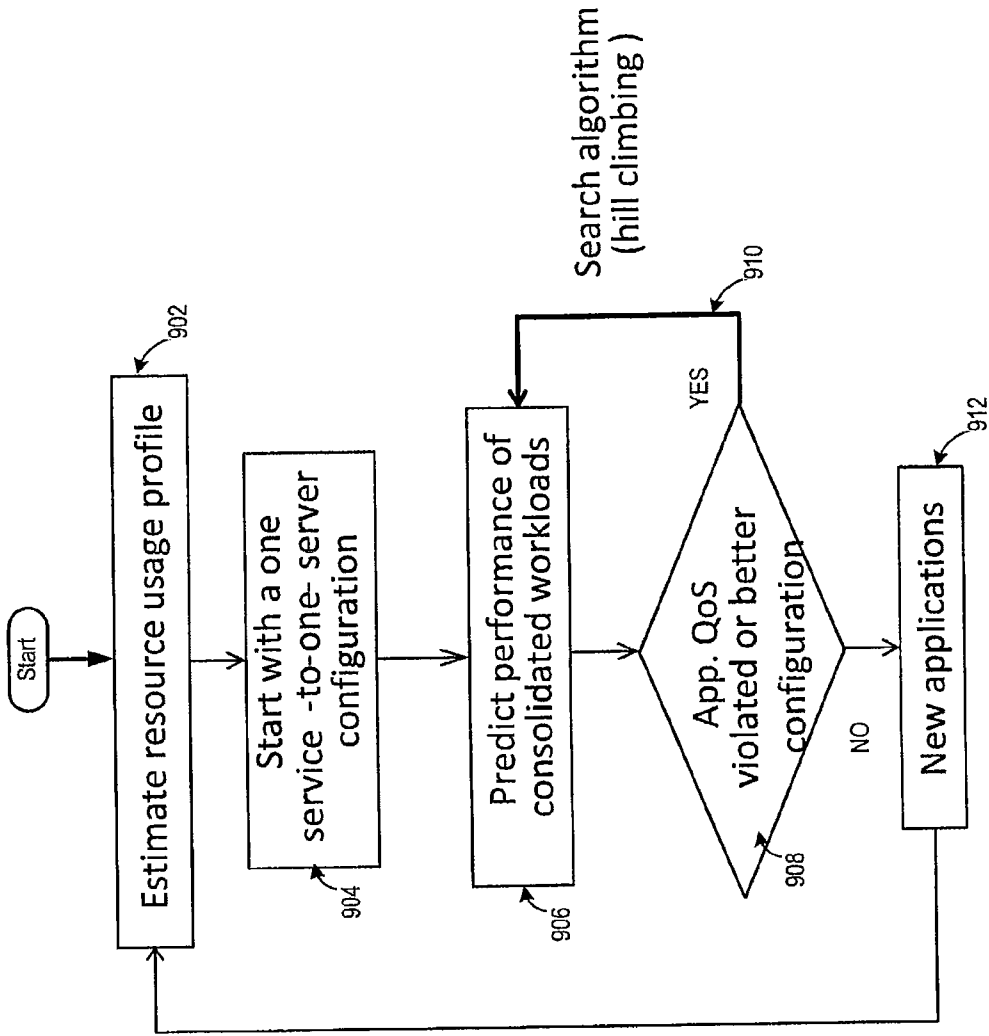 Start
Estimate resource usage profile
902
Start with a one
service -to-one- server
configuration
904
Predict performance of
consolidated workloads
906
Search algorithm
(hill climbing )
910
YES
App. QoS
violated or better
configuration
908
NO
New applications
912